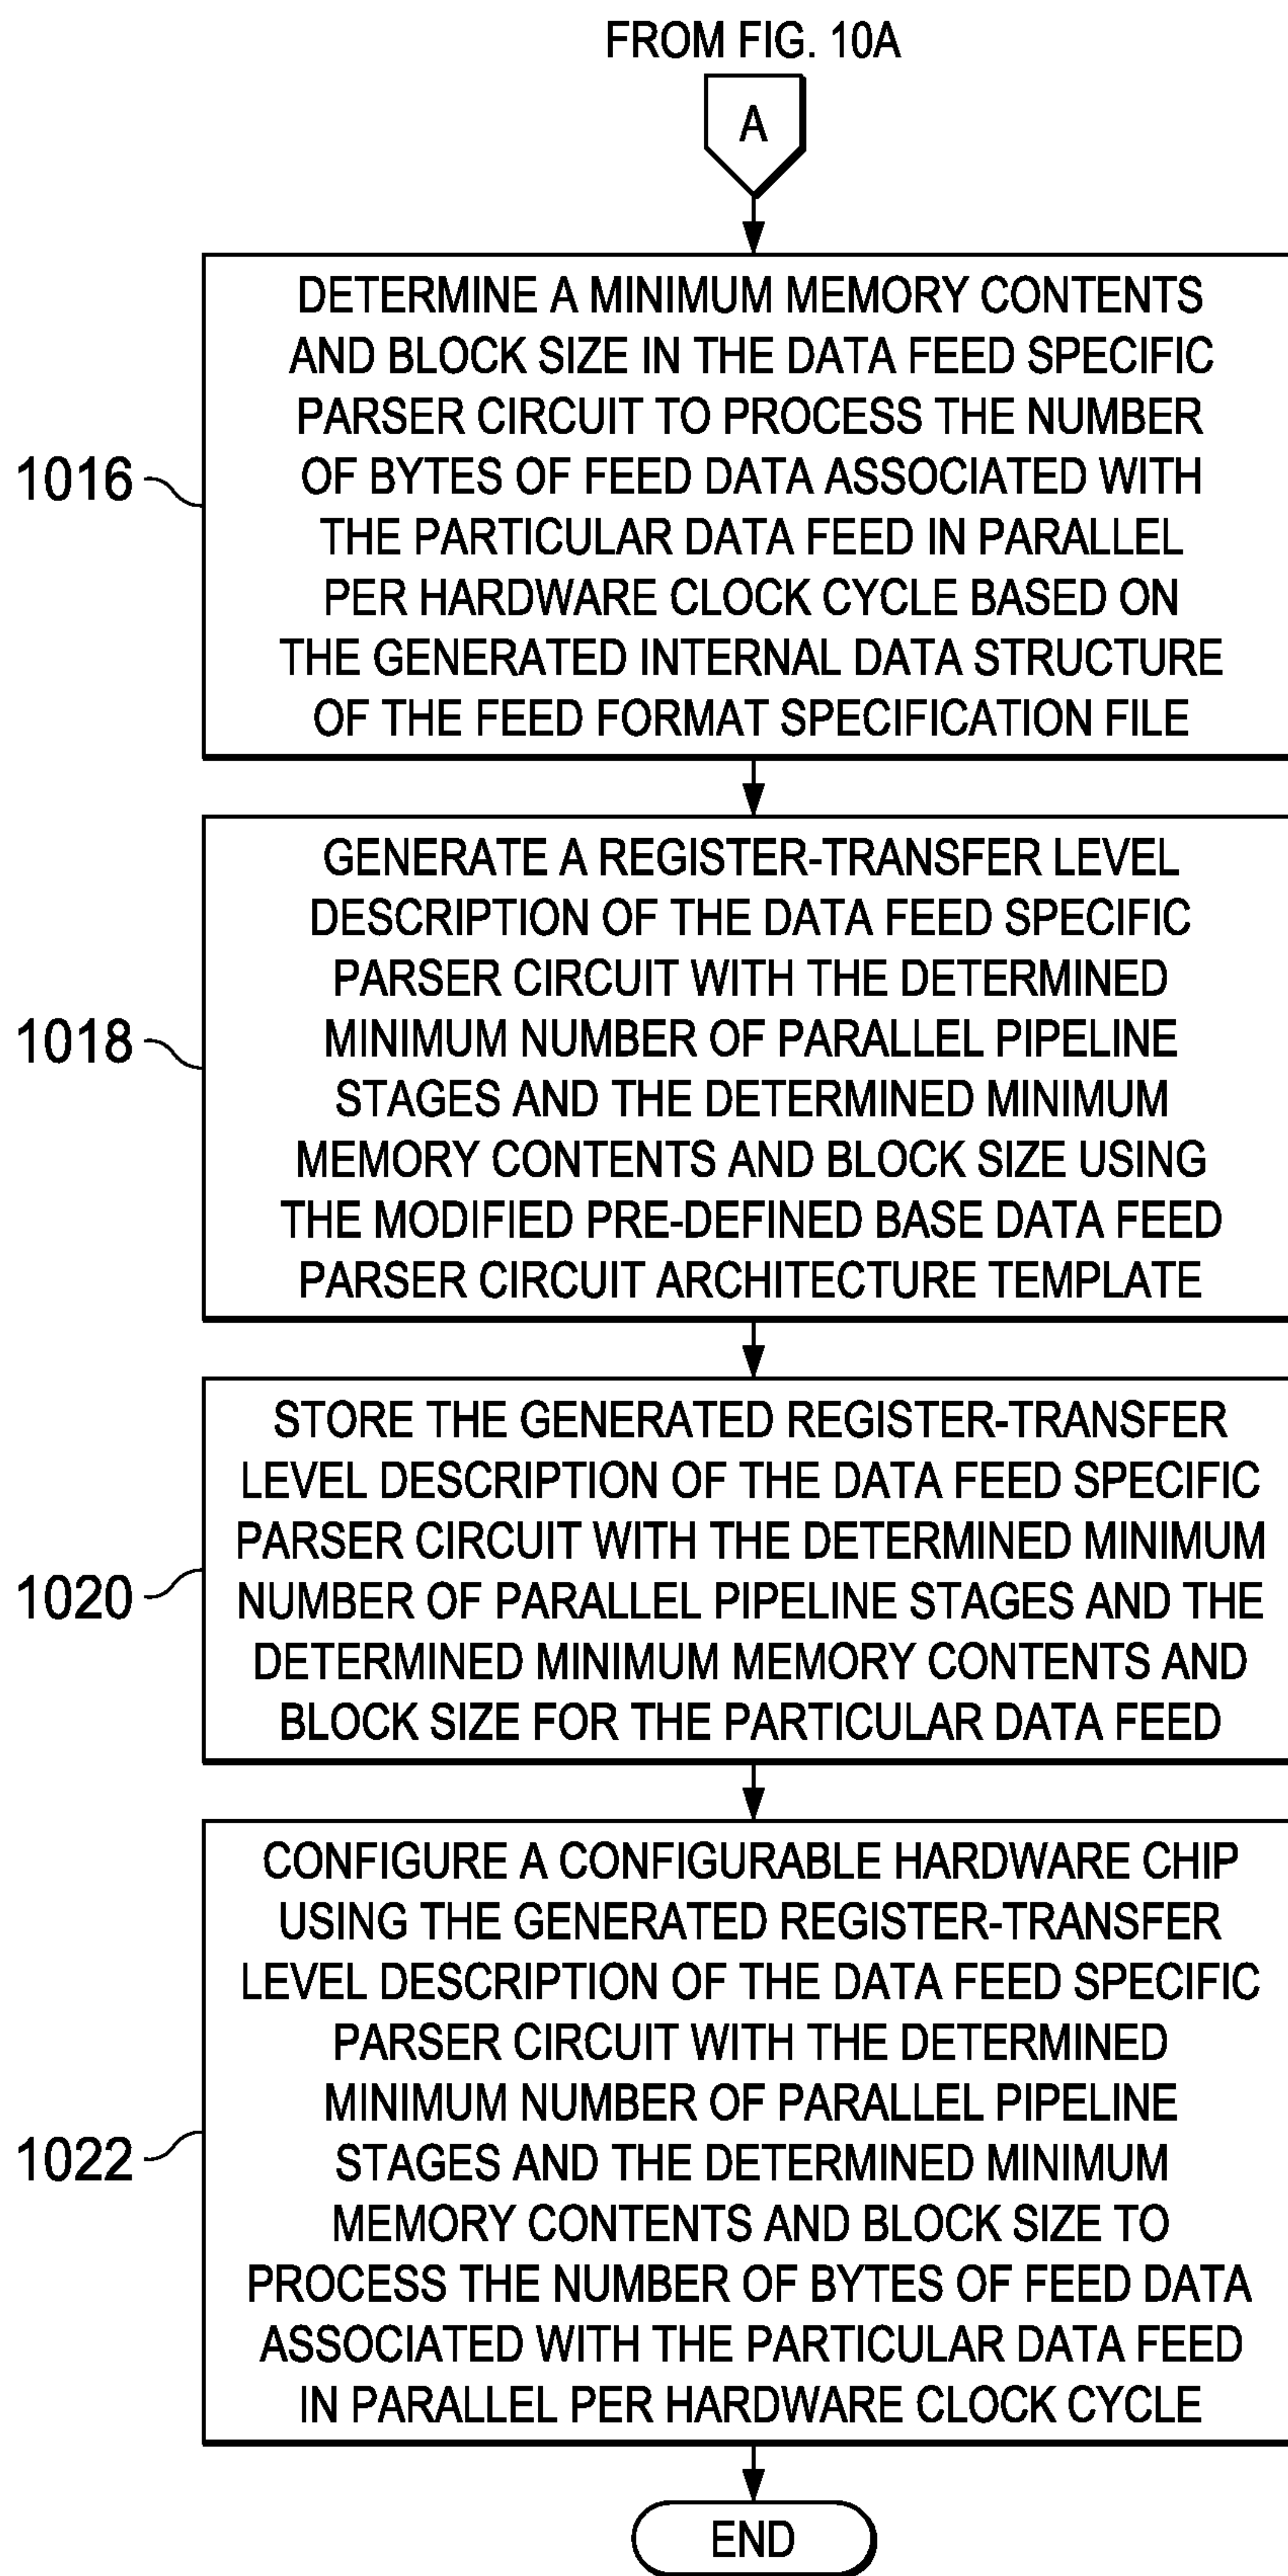 FROM FIG. 10A
A
DETERMINE A MINIMUM MEMORY CONTENTS
AND BLOCK SIZE IN THE DATA FEED SPECIFIC
PARSER CIRCUIT TO PROCESS THE NUMBER
OF BYTES OF FEED DATA ASSOCIATED WITH
THE PARTICULAR DATA FEED IN PARALLEL
PER HARDWARE CLOCK CYCLE BASED ON
THE GENERATED INTERNAL DATA STRUCTURE
OF THE FEED FORMAT SPECIFICATION FILE
1016
GENERATE A REGISTER-TRANSFER LEVEL
DESCRIPTION OF THE DATA FEED SPECIFIC
PARSER CIRCUIT WITH THE DETERMINED
MINIMUM NUMBER OF PARALLEL PIPELINE
STAGES AND THE DETERMINED MINIMUM
MEMORY CONTENTS AND BLOCK SIZE USING
THE MODIFIED PRE-DEFINED BASE DATA FEED
PARSER CIRCUIT ARCHITECTURE TEMPLATE
1018
STORE THE GENERATED REGISTER-TRANSFER
LEVEL DESCRIPTION OF THE DATA FEED SPECIFIC
PARSER CIRCUIT WITH THE DETERMINED MINIMUM
NUMBER OF PARALLEL PIPELINE STAGES AND THE
DETERMINED MINIMUM MEMORY CONTENTS AND
BLOCK SIZE FOR THE PARTICULAR DATA FEED
1020
CONFIGURE A CONFIGURABLE HARDWARE CHIP
USING THE GENERATED REGISTER-TRANSFER
LEVEL DESCRIPTION OF THE DATA FEED SPECIFIC
PARSER CIRCUIT WITH THE DETERMINED
MINIMUM NUMBER OF PARALLEL PIPELINE
STAGES AND THE DETERMINED MINIMUM
MEMORY CONTENTS AND BLOCK SIZE TO
PROCESS THE NUMBER OF BYTES OF FEED DATA
ASSOCIATED WITH THE PARTICULAR DATA FEED
IN PARALLEL PER HARDWARE CLOCK CYCLE
1022
END